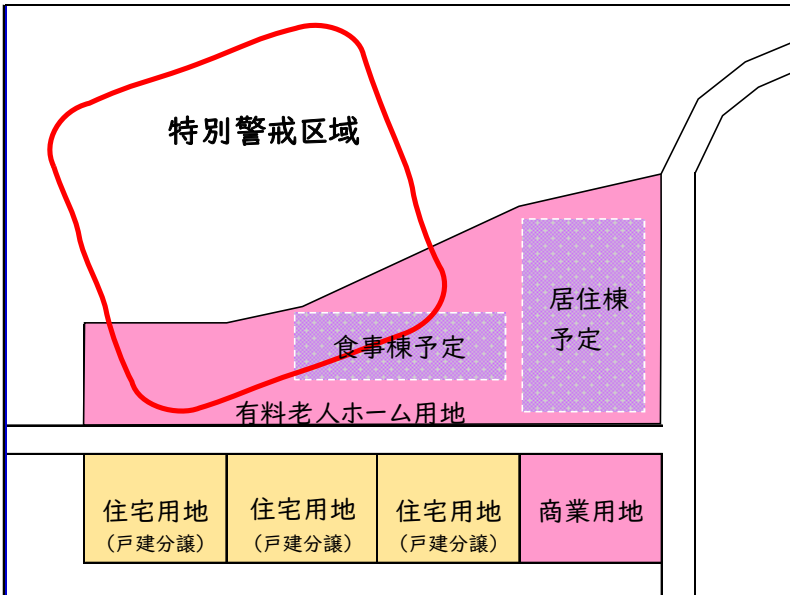 特別警戒区域
居住棟
予定
食事棟予定
有料老人ホーム用地
住宅用地
(戸建分譲)
住宅用地
(戸建分譲)
住宅用地
(戸建分譲)
商業用地